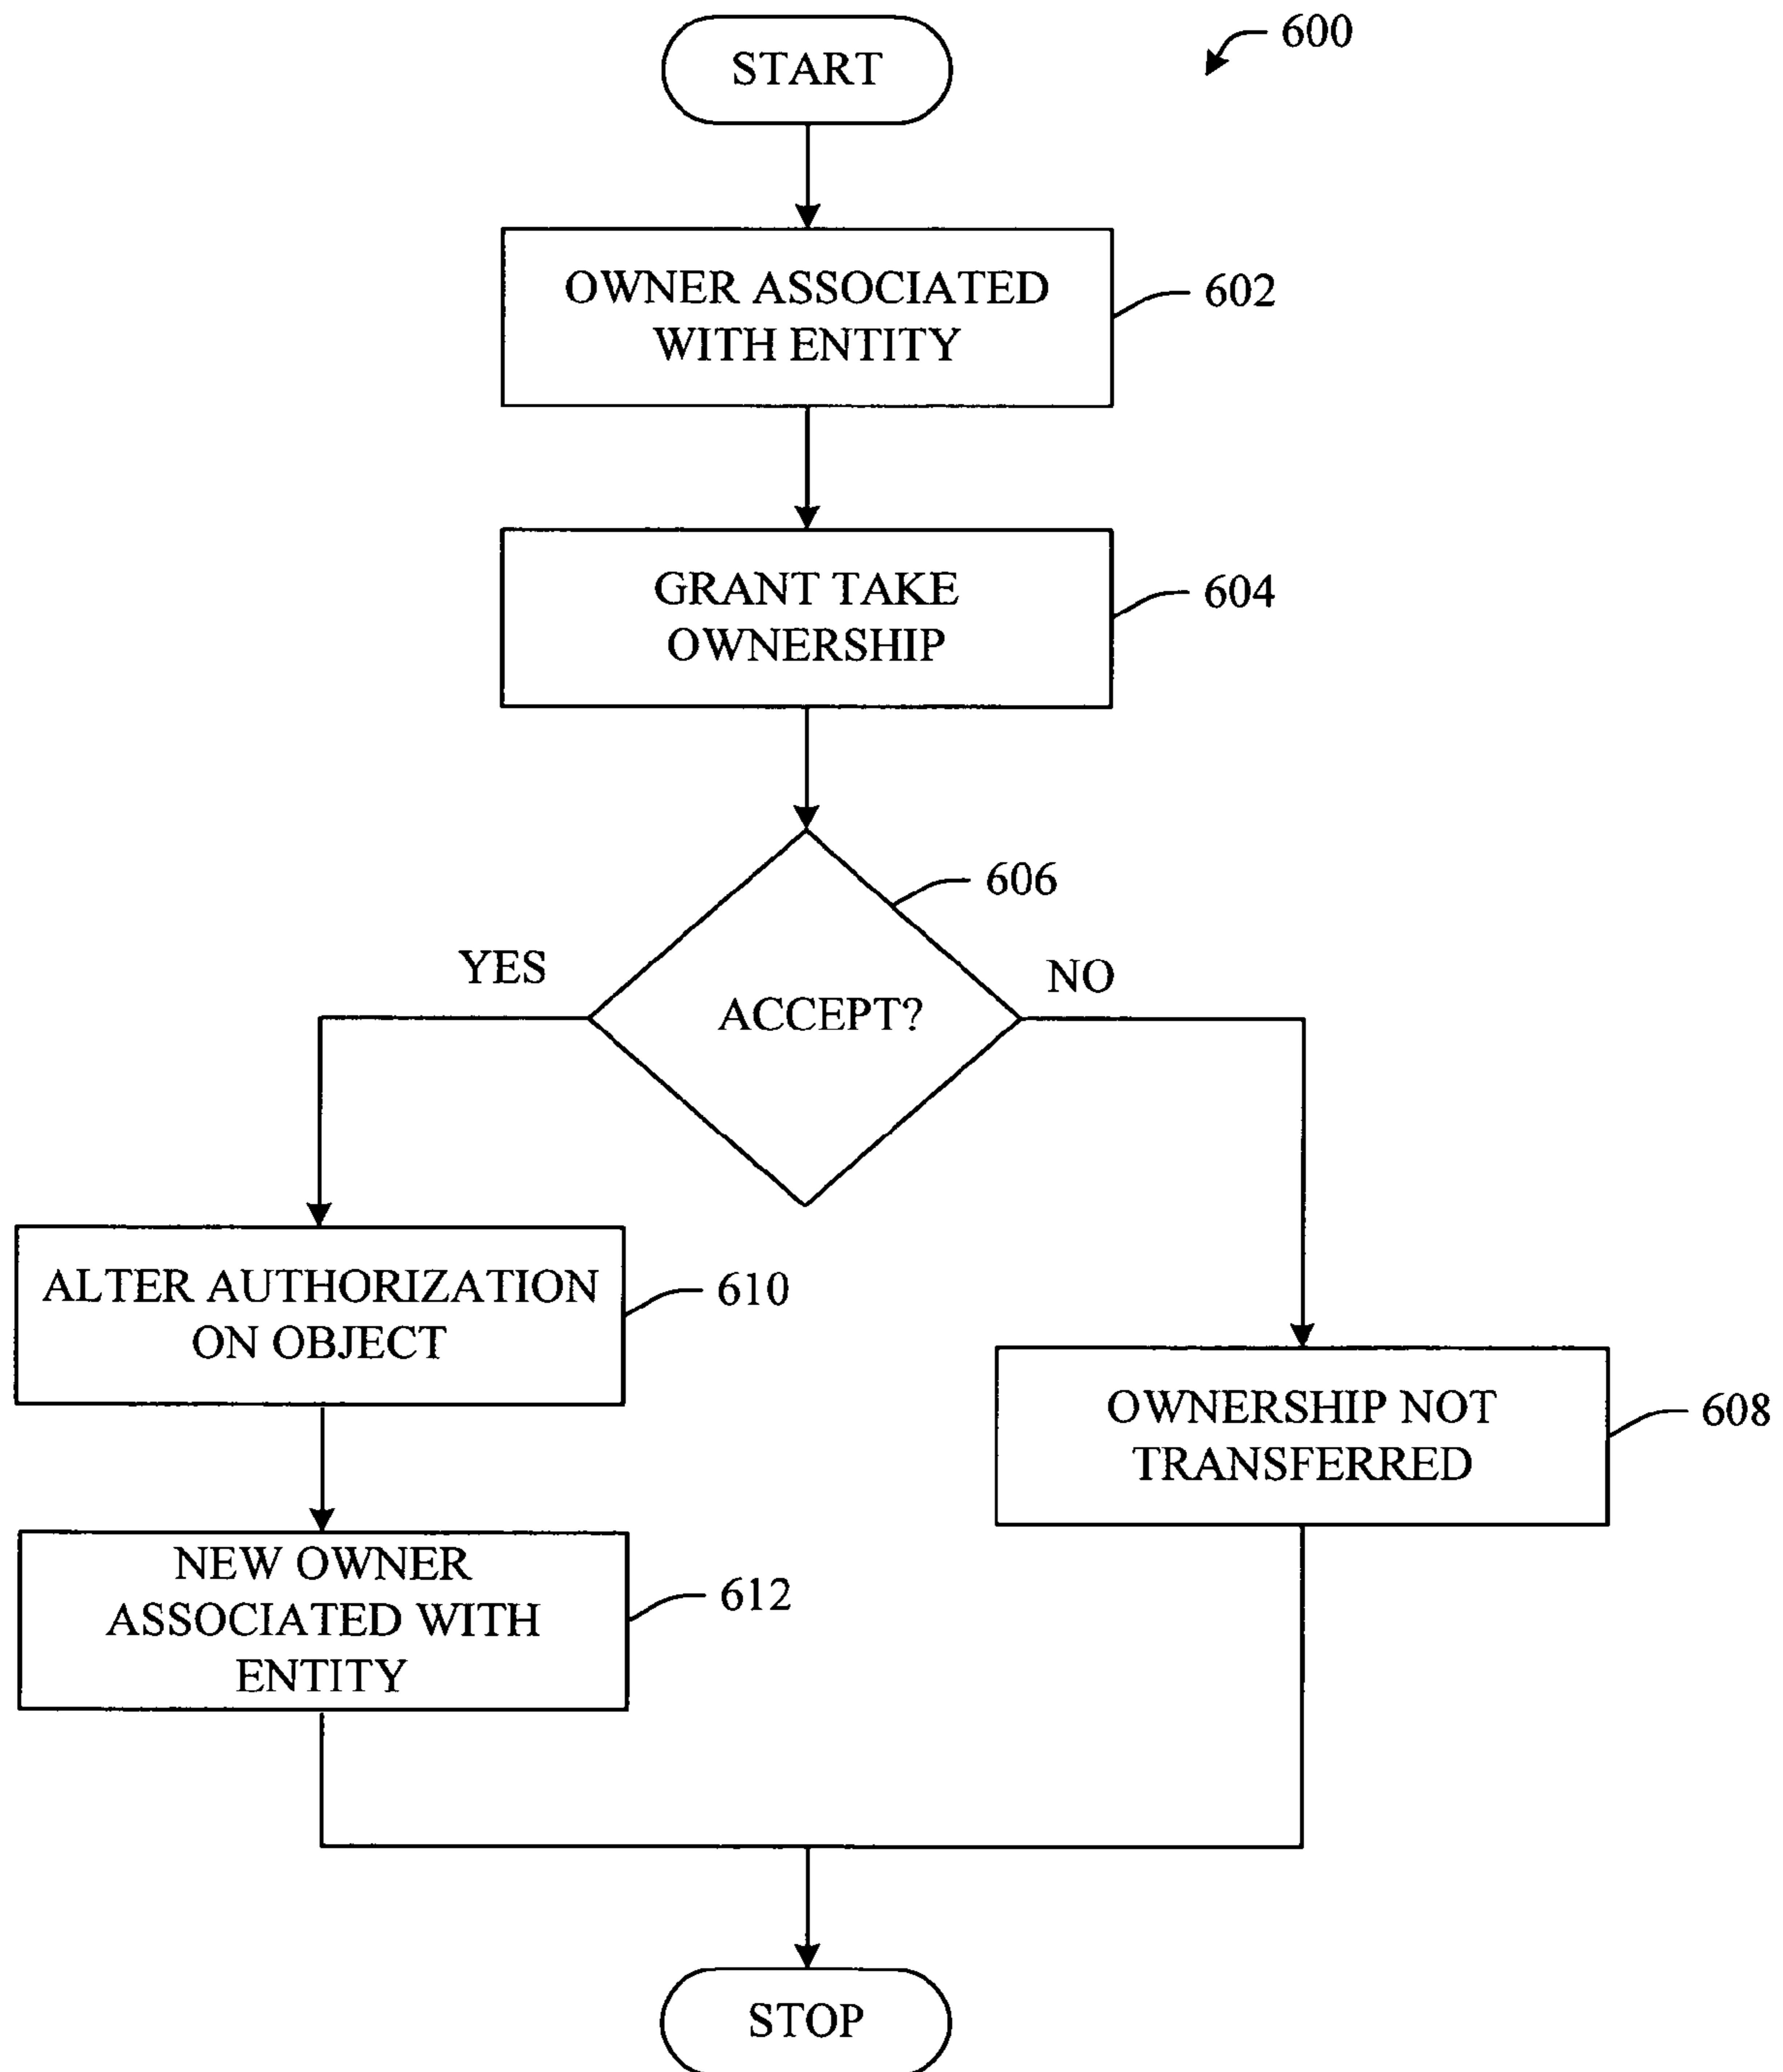 START
600
OWNER ASSOCIATED
WITH ENTITY
602
GRANT TAKE
OWNERSHIP
604
606
YES
NO
ACCEPT?
ALTER AUTHORIZATION
ON OBJECT
610
OWNERSHIP NOT
TRANSFERRED
608
NEW OWNER
ASSOCIATED WITH
ENTITY
612
STOP